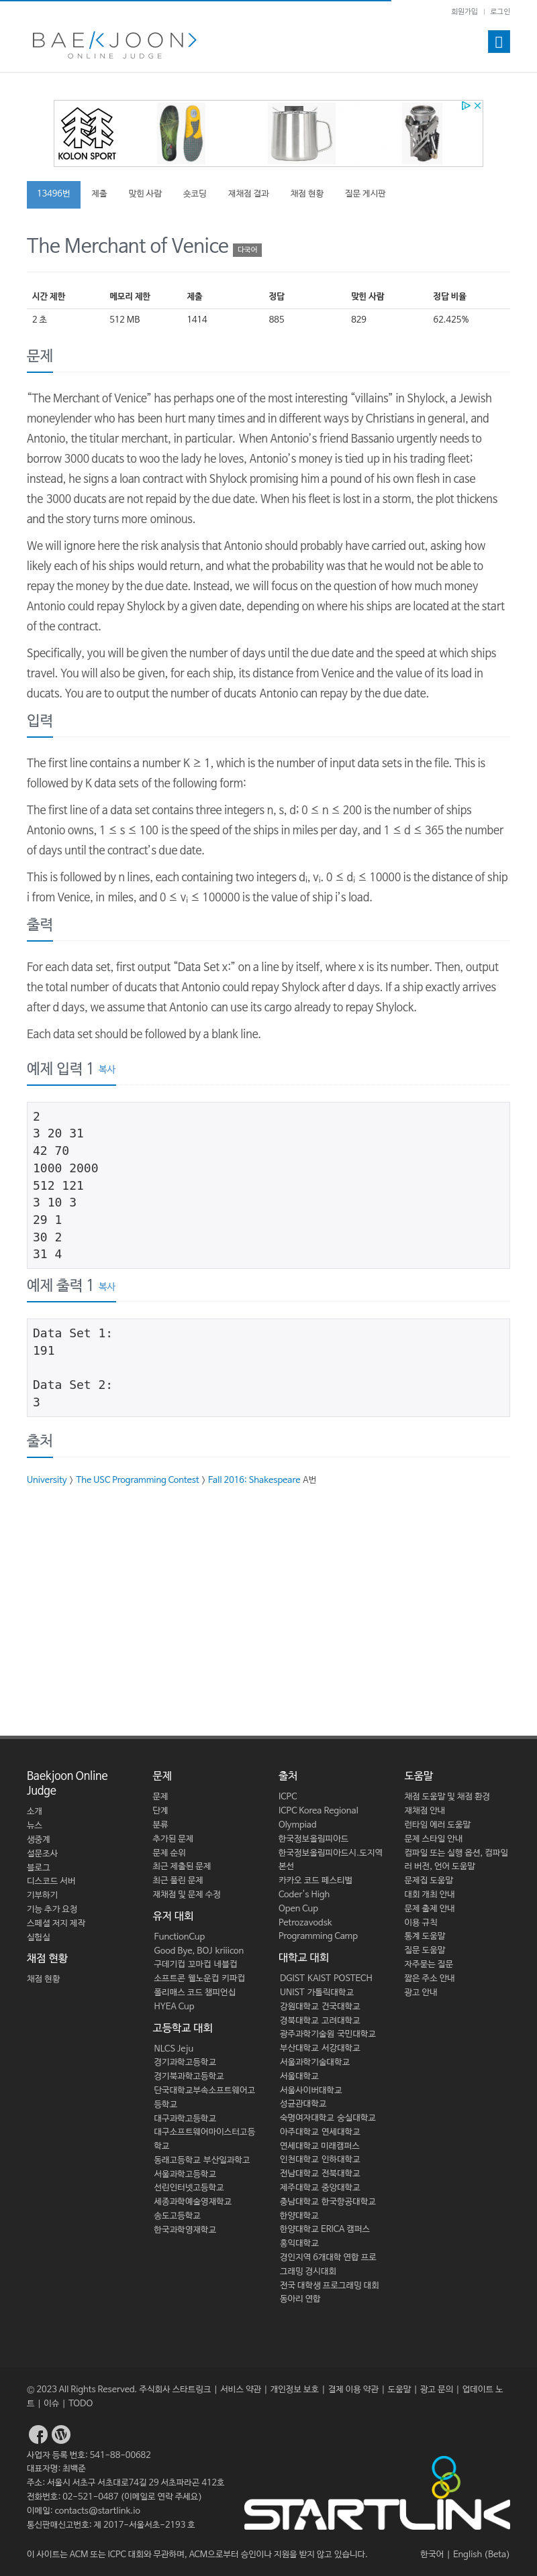 회원가입 | 로그인
BAEKJOON
ONLINE JUDGE
KOLON SPORT
13496번 제출 맞힌 사람 숏코딩 재채점 결과 채점 현황 질문 게시판
The Merchant of Venice 다국어
시간 제한 메모리 제한 제출 정답 맞힌 사람 정답 비율
2 초 512 MB 1414 885 829 62.425%
문제
“The Merchant of Venice” has perhaps one of the most interesting “villains” in Shylock, a Jewish
moneylender who has been hurt many times and in different ways by Christians in general, and
Antonio, the titular merchant, in particular. When Antonio’s friend Bassanio urgently needs to
borrow 3000 ducats to woo the lady he loves, Antonio’s money is tied up in his trading fleet;
instead, he signs a loan contract with Shylock promising him a pound of his own flesh in case
the 3000 ducats are not repaid by the due date. When his fleet is lost in a storm, the plot thickens
and the story turns more ominous.
We will ignore here the risk analysis that Antonio should probably have carried out, asking how
likely each of his ships would return, and what the probability was that he would not be able to
repay the money by the due date. Instead, we will focus on the question of how much money
Antonio could repay Shylock by a given date, depending on where his ships are located at the start
of the contract.
Specifically, you will be given the number of days until the due date and the speed at which ships
travel. You will also be given, for each ship, its distance from Venice and the value of its load in
ducats. You are to output the number of ducats Antonio can repay by the due date.
입력
The first line contains a number K ≥ 1, which is the number of input data sets in the file. This is
followed by K data sets of the following form:
The first line of a data set contains three integers n, s, d; 0 ≤ n ≤ 200 is the number of ships
Antonio owns, 1 ≤ s ≤ 100 is the speed of the ships in miles per day, and 1 ≤ d ≤ 365 the number
of days until the contract’s due date.
This is followed by n lines, each containing two integers di, vi. 0 ≤ di ≤ 10000 is the distance of ship
i from Venice, in miles, and 0 ≤ vi ≤ 100000 is the value of ship i’s load.
출력
For each data set, first output “Data Set x:” on a line by itself, where x is its number. Then, output
the total number of ducats that Antonio could repay Shylock after d days. If a ship exactly arrives
after d days, we assume that Antonio can use its cargo already to repay Shylock.
Each data set should be followed by a blank line.
예제 입력 1 복사
2
3 20 31
42 70
1000 2000
512 121
3 10 3
29 1
30 2
31 4
예제 출력 1 복사
Data Set 1:
191
Data Set 2:
3
출처
University > The USC Programming Contest > Fall 2016: Shakespeare A번
Baekjoon Online
Judge
소개
뉴스
생중계
설문조사
블로그
디스코드 서버
기부하기
기능 추가 요청
스페셜 저지 제작
실험실
채점 현황
채점 현황
문제
문제
단계
분류
추가된 문제
문제 순위
최근 제출된 문제
최근 풀린 문제
재채점 및 문제 수정
유저 대회
FunctionCup
Good Bye, BOJ kriiicon
구데기컵 꼬마컵 네블컵
소프트콘 웰노운컵 키파컵
폴리매스 코드 챔피언십
HYEA Cup
고등학교 대회
NLCS Jeju
경기과학고등학교
경기북과학고등학교
단국대학교부속소프트웨어고
등학교
대구과학고등학교
대구소프트웨어마이스터고등
학교
동래고등학교 부산일과학고
서울과학고등학교
선린인터넷고등학교
세종과학예술영재학교
송도고등학교
한국과학영재학교
출처
ICPC
ICPC Korea Regional
Olympiad
한국정보올림피아드
한국정보올림피아드시.도지역
본선
카카오 코드 페스티벌
Coder's High
Open Cup
Petrozavodsk
Programming Camp
대학교 대회
DGIST KAIST POSTECH
UNIST 가톨릭대학교
강원대학교 건국대학교
경북대학교 고려대학교
광주과학기술원 국민대학교
부산대학교 서강대학교
서울과학기술대학교
서울대학교
서울사이버대학교
성균관대학교
숙명여자대학교 숭실대학교
아주대학교 연세대학교
연세대학교 미래캠퍼스
인천대학교 인하대학교
전남대학교 전북대학교
제주대학교 중앙대학교
충남대학교 한국항공대학교
한양대학교
한양대학교 ERICA 캠퍼스
홍익대학교
경인지역 6개대학 연합 프로
그래밍 경시대회
전국 대학생 프로그래밍 대회
동아리 연합
도움말
채점 도움말 및 채점 환경
재채점 안내
런타임 에러 도움말
문제 스타일 안내
컴파일 또는 실행 옵션, 컴파일
러 버전, 언어 도움말
문제집 도움말
대회 개최 안내
문제 출제 안내
이용 규칙
통계 도움말
질문 도움말
자주묻는 질문
짧은 주소 안내
광고 안내
© 2023 All Rights Reserved. 주식회사 스타트링크 | 서비스 약관 | 개인정보 보호 | 결제 이용 약관 | 도움말 | 광고 문의 | 업데이트 노
트 | 이슈 | TODO
사업자 등록 번호: 541-88-00682
대표자명: 최백준
주소: 서울시 서초구 서초대로74길 29 서초파라곤 412호
전화번호: 02-521-0487 (이메일로 연락 주세요)
이메일: contacts@startlink.io
통신판매신고번호: 제 2017-서울서초-2193 호
STARTLINK
이 사이트는 ACM 또는 ICPC 대회와 무관하며, ACM으로부터 승인이나 지원을 받지 않고 있습니다. 한국어 | English (Beta)